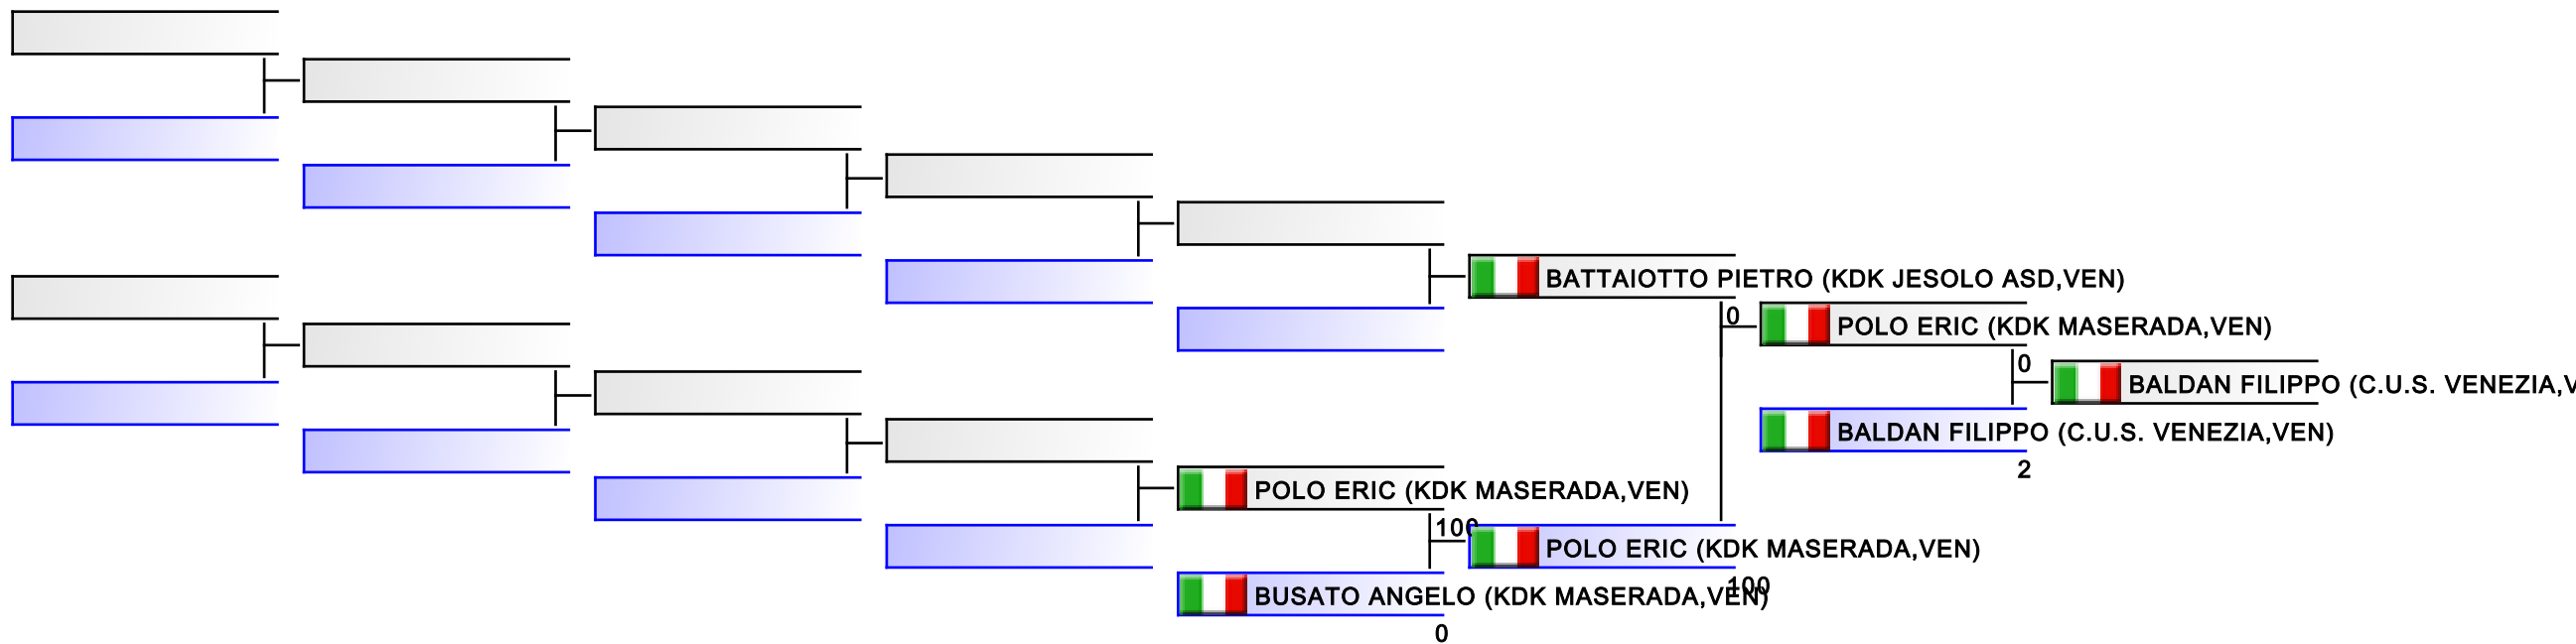 BATTAIOTTO PIETRO (KDK JESOLO ASD,VEN)
0
POLO ERIC (KDK MASERADA,VEN)
0
BALDAN FILIPPO (C.U.S. VENEZIA,V
BALDAN FILIPPO (C.U.S. VENEZIA,VEN)
2
POLO ERIC (KDK MASERADA,VEN)
100
POLO ERIC (KDK MASERADA,VEN)
100
BUSATO ANGELO (KDK MASERADA,VEN)
0